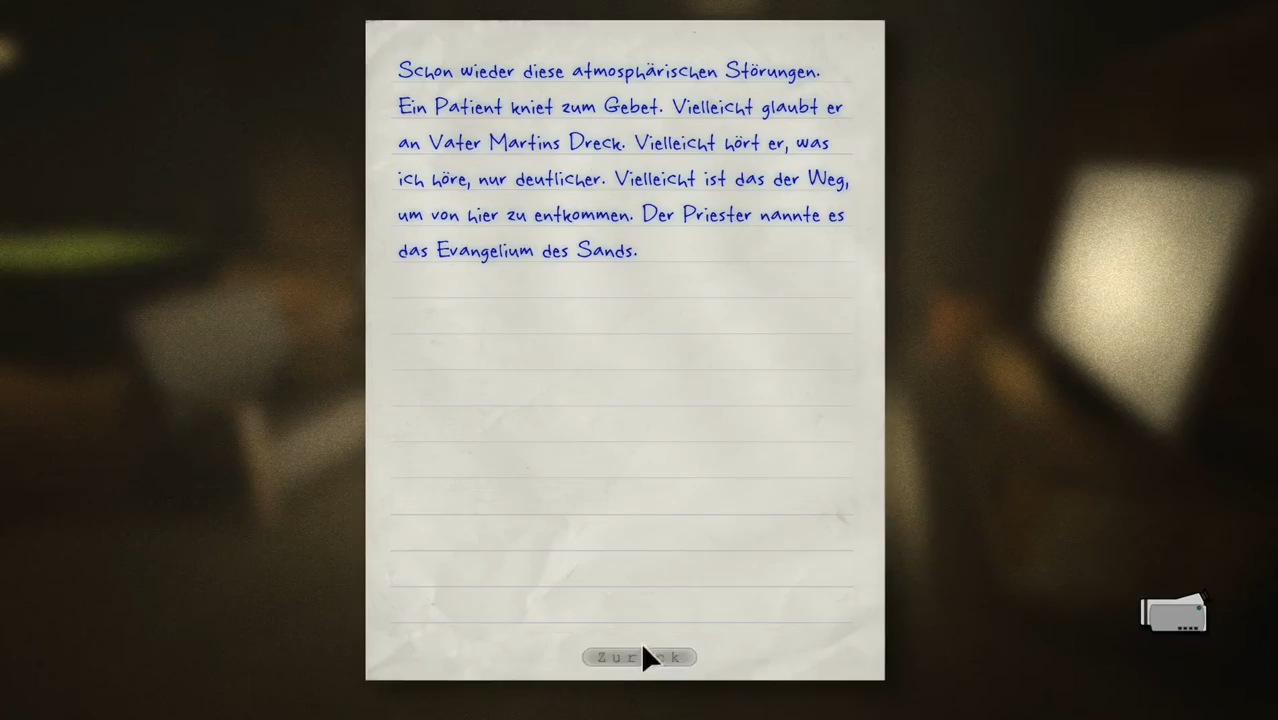 Schon wieder diese atmosphärischen Störungen.
Ein Patient kniet zum Gebet. Vielleicht glaubt er
an Vater Martins Dreck. Vielleicht hört er, was
ich höre, nur deutlicher. Vielleicht ist das der Weg,
um von hier zu entkommen. Der Priester nannte es
das Evangelium des Sands.